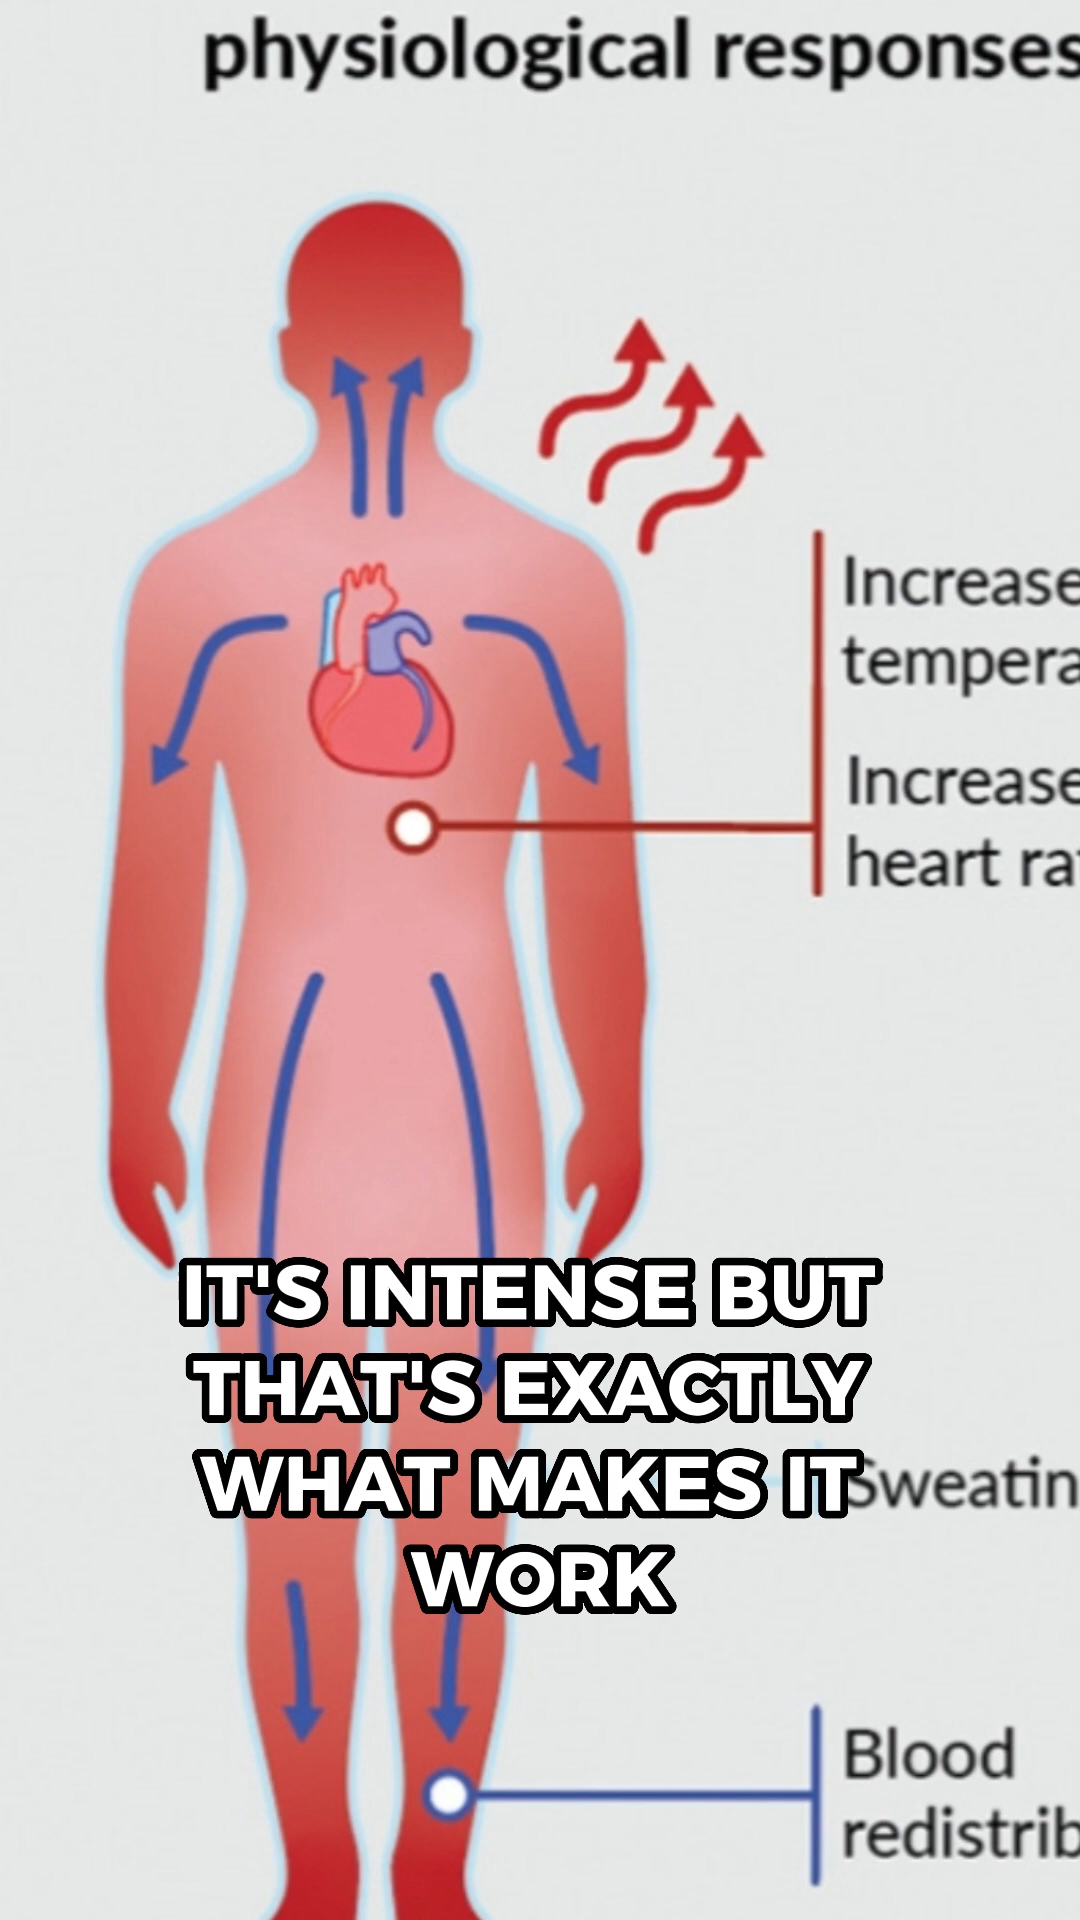 physiological responses
Increase
tempera
Increase
heart ra
IT'S INTENSE BUT
THAT'S EXACTLY
WHAT MAKES IT
WORK
Sweatin
Blood
redistrib